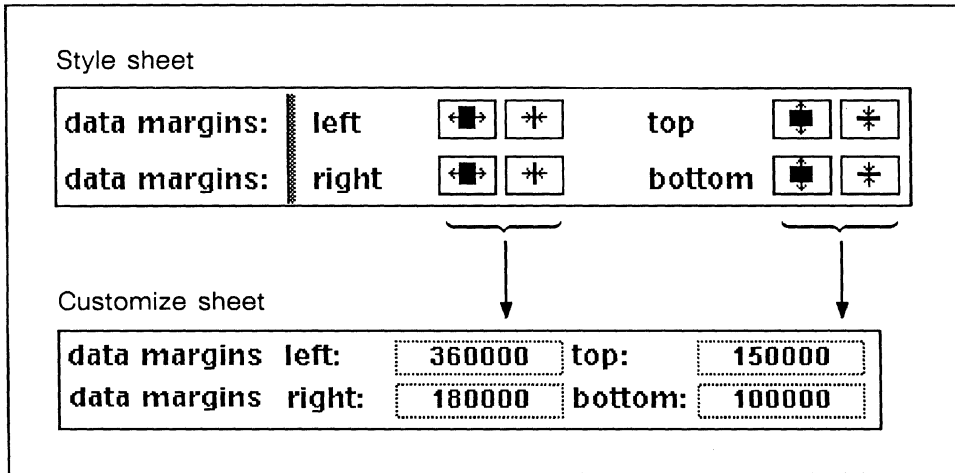 Style sheet
data margins: left top
data margins: right bottom
Customize sheet
data margins left: 360000 top: 150000
data margins right: 180000 bottom: 100000